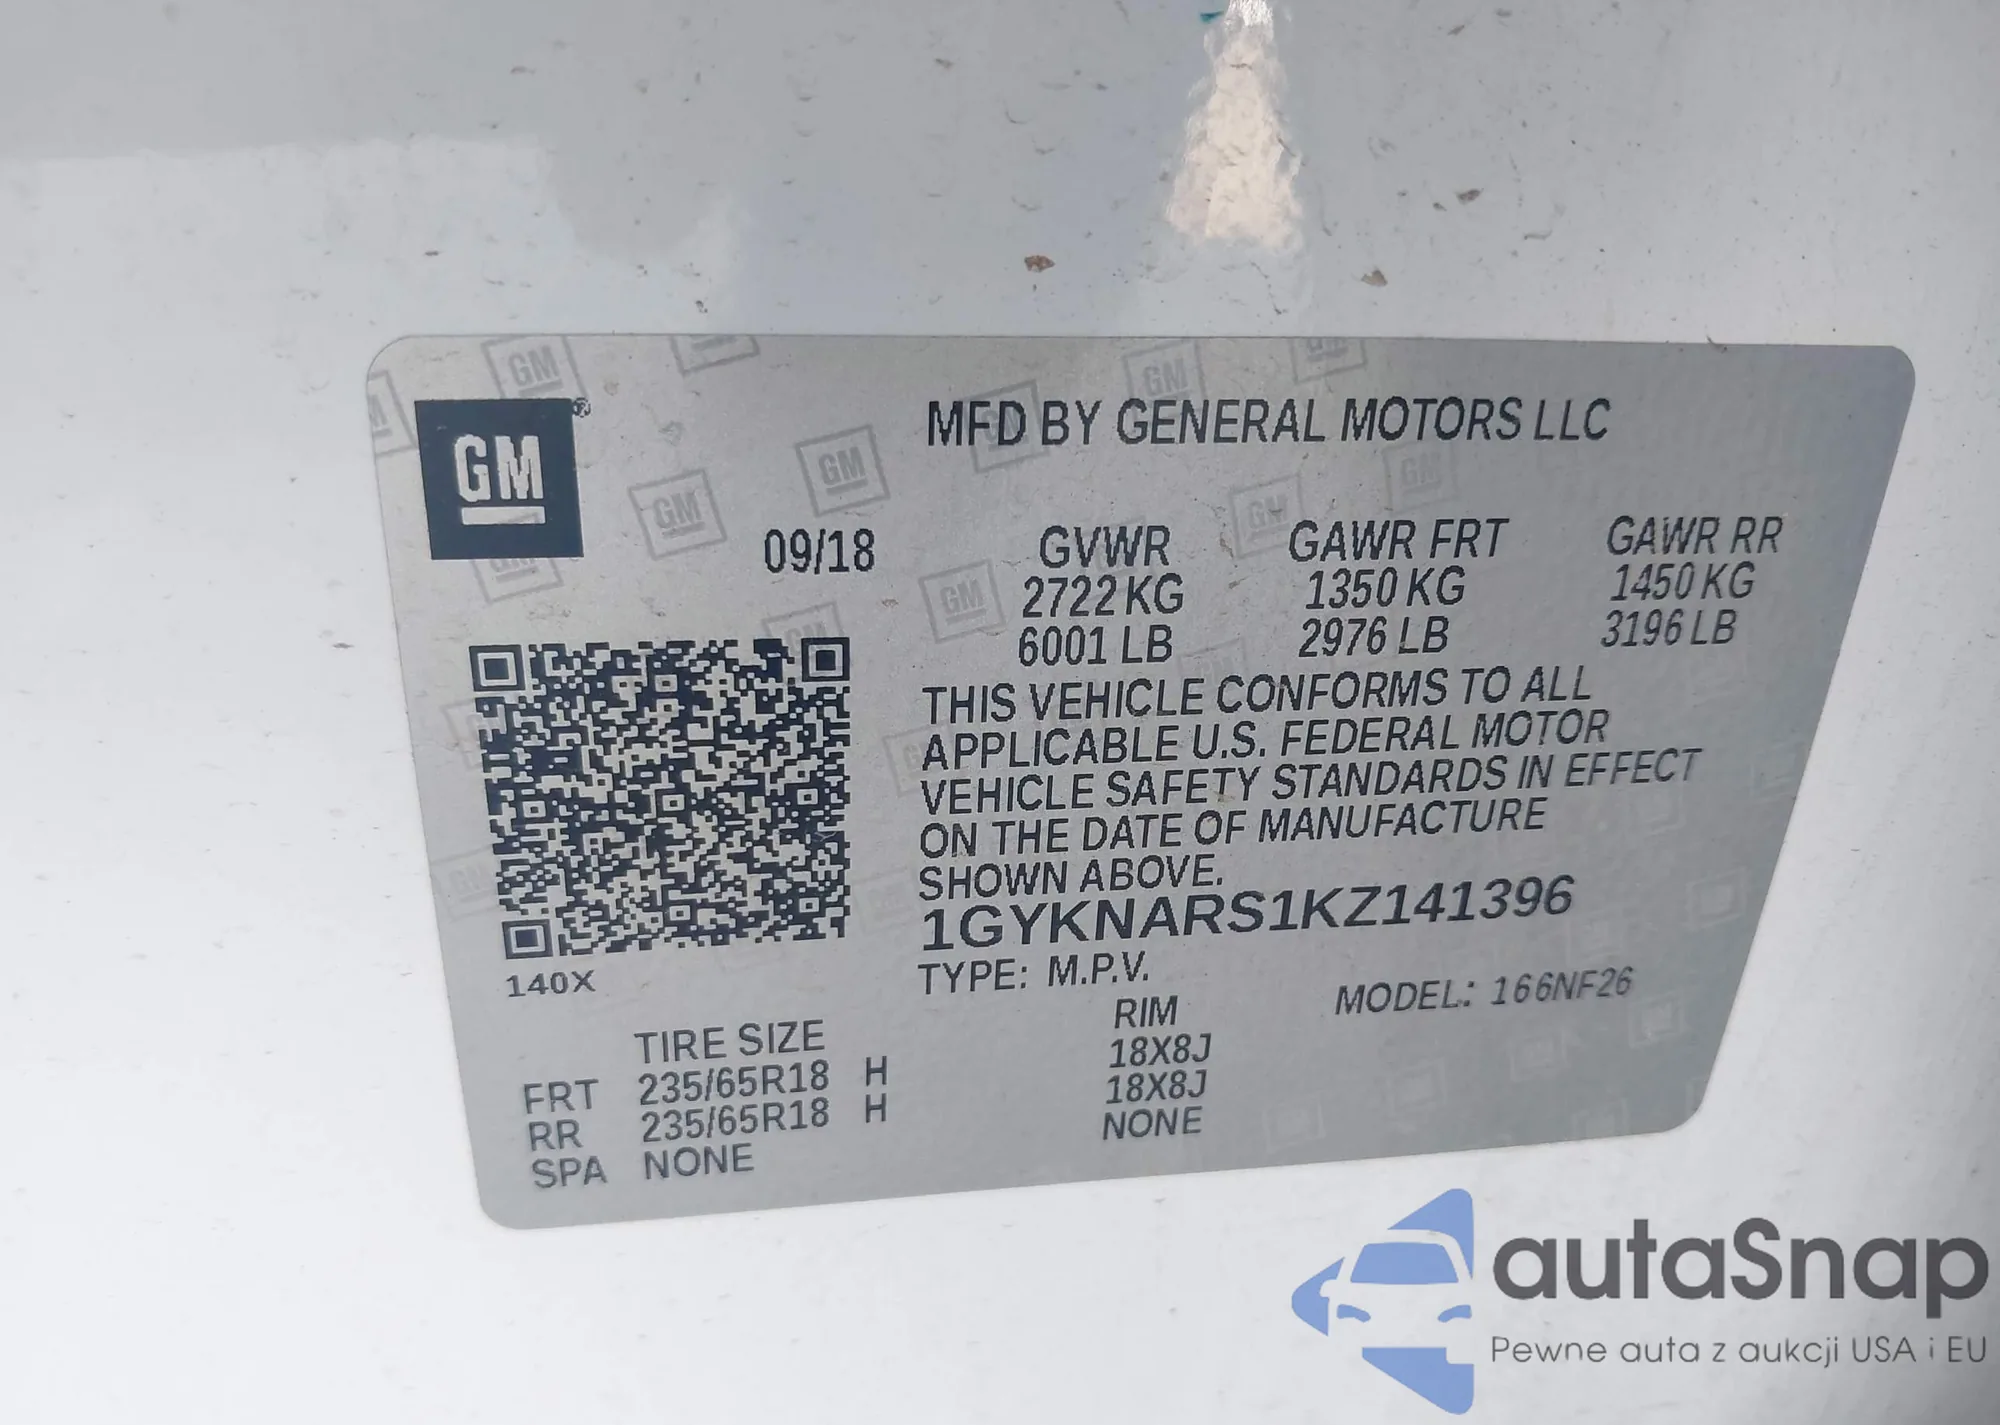 GM
®
MFD BY GENERAL MOTORS LLC
09/18
GVWR GAWR FRT GAWR RR
2722 KG 1350 KG 1450 KG
6001 LB 2976 LB 3196 LB
THIS VEHICLE CONFORMS TO ALL
APPLICABLE U.S. FEDERAL MOTOR
VEHICLE SAFETY STANDARDS IN EFFECT
ON THE DATE OF MANUFACTURE
SHOWN ABOVE.
1GYKNARS1KZ141396
140X
TYPE: M.P.V. MODEL: 166NF26
TIRE SIZE RIM
FRT 235/65R18 H 18X8J
RR 235/65R18 H 18X8J
SPA NONE NONE
autaSnap
Pewne auta z aukcji USA i EU